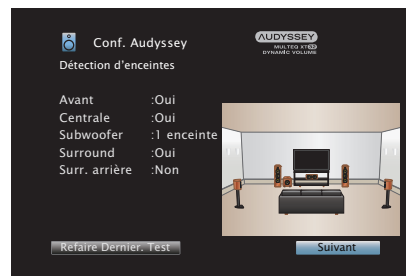 Conf. Audyssey
AUDYSSEY
MULTEQ XT32
DYNAMIC VOLUME
Détection d'enceintes
Avant :Oui
Centrale :Oui
Subwoofer :1 enceinte
Surround :Oui
Surr. arrière :Non
Refaire Dernier. Test
Suivant